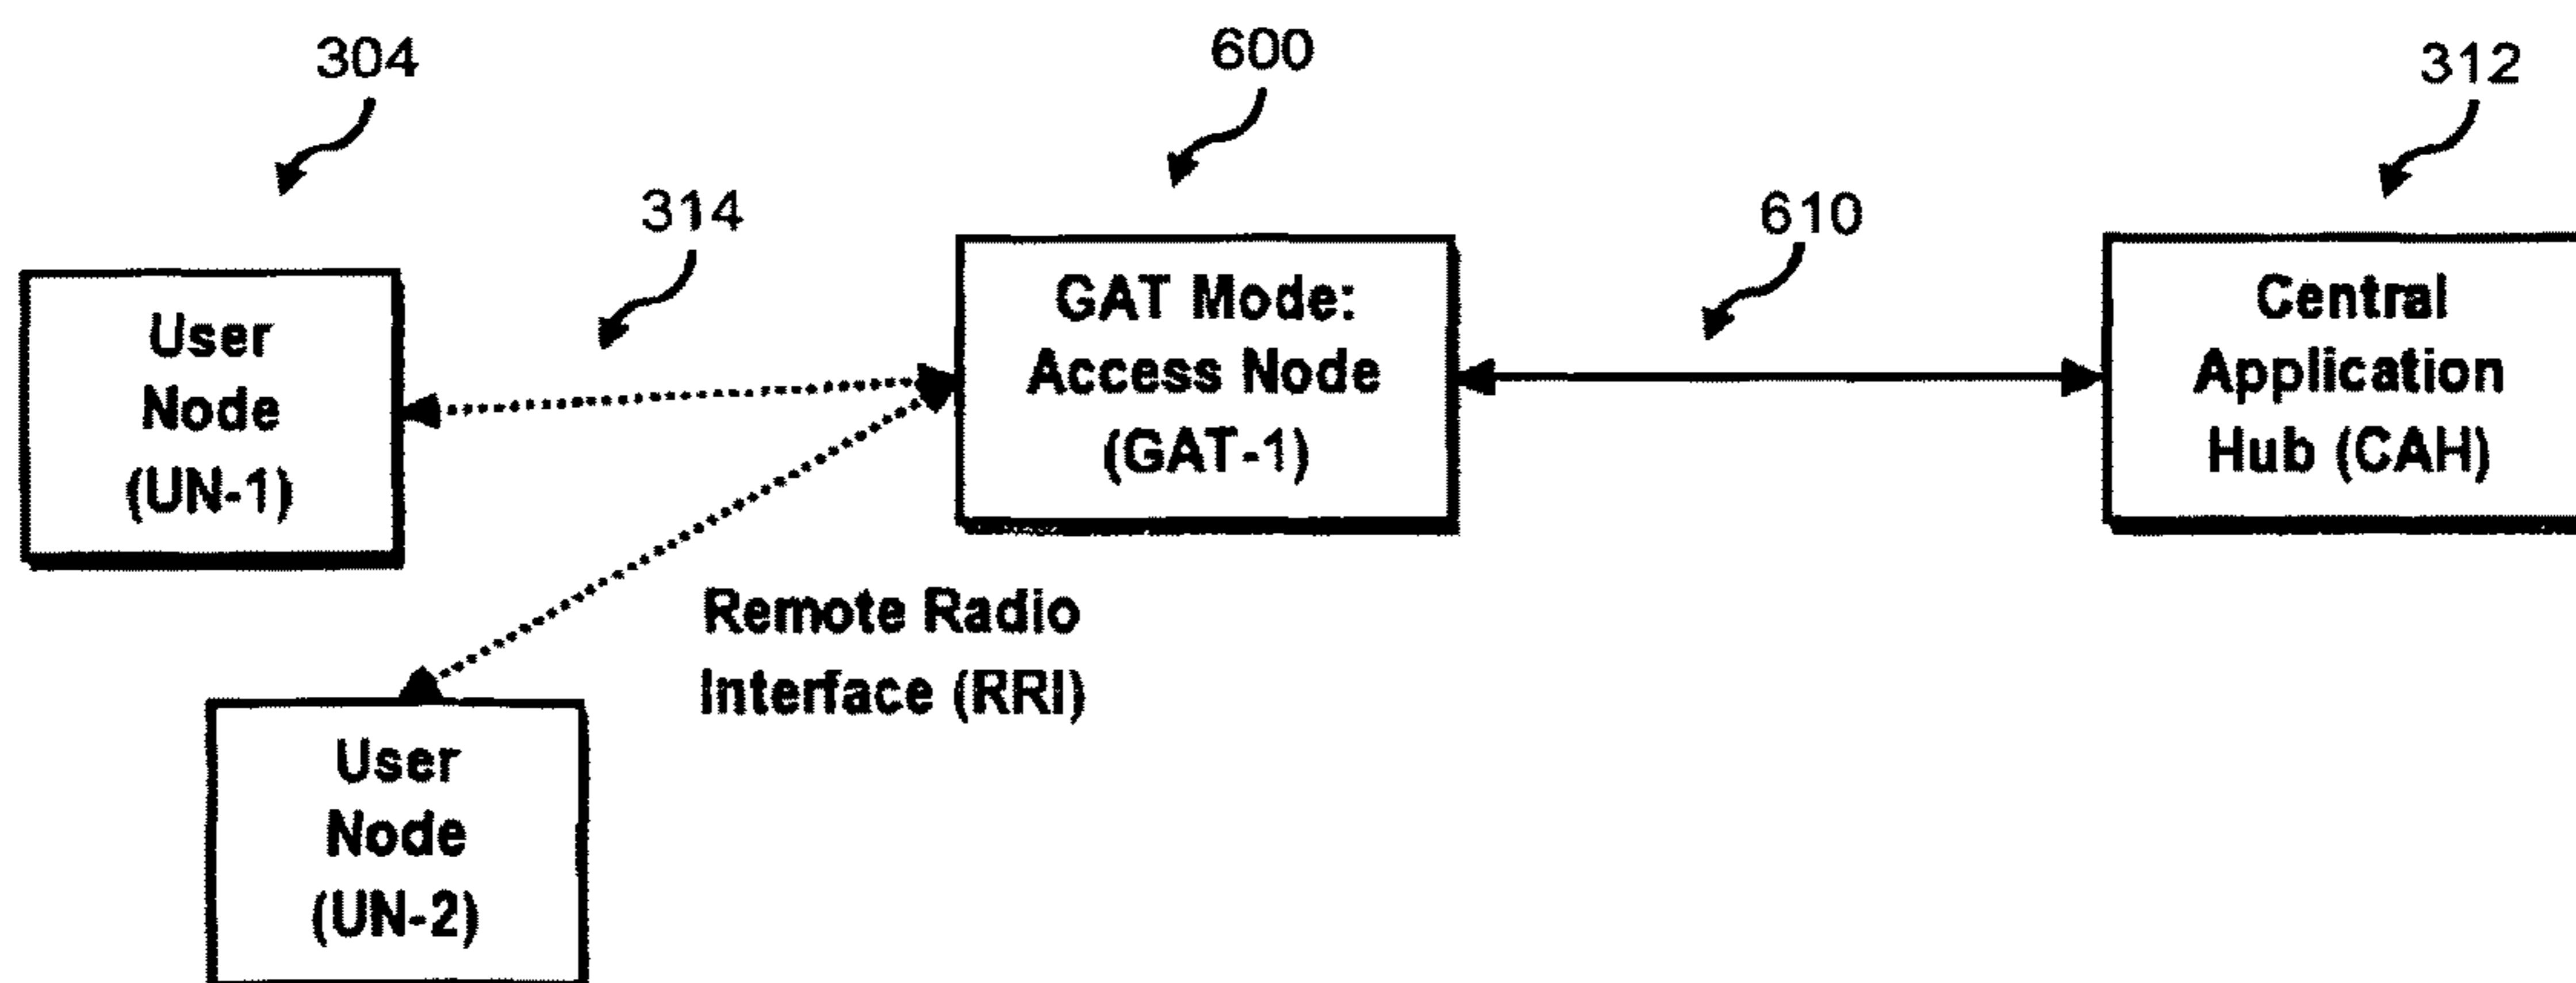 304
600
312
314
610
User
Node
(UN-1)
GAT Mode:
Access Node
(GAT-1)
Central
Application
Hub (CAH)
Remote Radio
Interface (RRI)
User
Node
(UN-2)